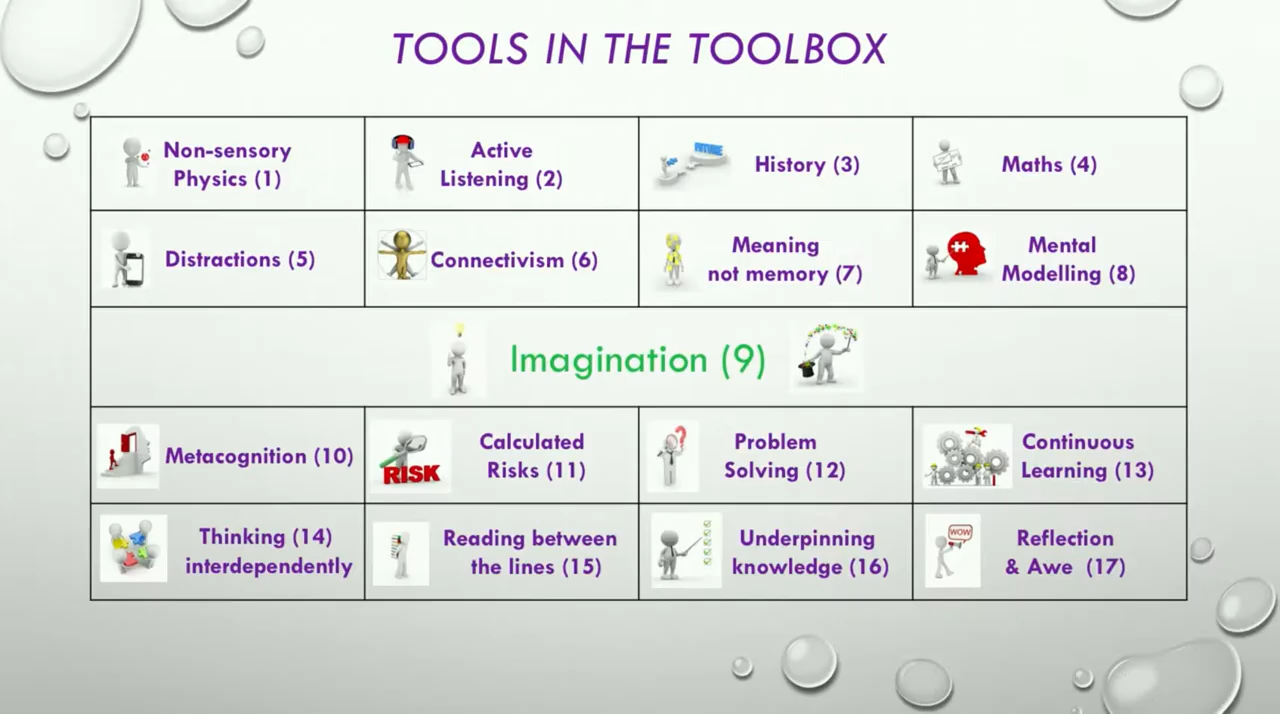 TOOLS IN THE TOOLBOX
Non-sensory
Physics (1)
Active
Listening (2)
FUTURE
History (3)
Maths (4)
Distractions (5)
Connectivism (6)
Meaning
not memory (7)
Mental
Modelling (8)
Imagination (9)
Metacognition (10)
RISK
Calculated
Risks (11)
Problem
Solving (12)
Continuous
Learning (13)
Thinking (14)
interdependently
Reading between
the lines (15)
Underpinning
knowledge (16)
WOW
Reflection
& Awe (17)